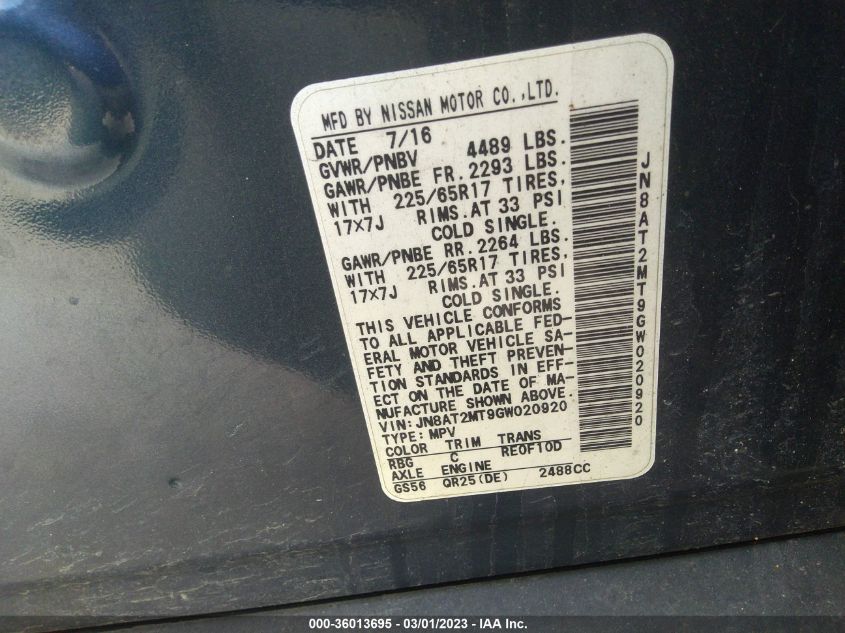 MFD BY NISSAN MOTOR CO.,LTD.
DATE 7/16
GVWR/PNBV 4489 LBS.
GAWR/PNBE FR. 2293 LBS.
WITH 225/65R17 TIRES,
17X7J RIMS.AT 33 PSI
COLD SINGLE.
GAWR/PNBE RR. 2264 LBS.
WITH 225/65R17 TIRES,
17X7J RIMS.AT 33 PSI
COLD SINGLE.
THIS VEHICLE CONFORMS
TO ALL APPLICABLE FED-
ERAL MOTOR VEHICLE SA-
FETY AND THEFT PREVEN-
TION STANDARDS IN EFF-
ECT ON THE DATE OF MA-
NUFACTURE SHOWN ABOVE.
VIN: JN8AT2MT9GW020920
TYPE: MPV
COLOR TRIM TRANS
RBG C RE0F10D
AXLE ENGINE
GS56 QR25(DE) 2488CC
JN8AT2MT9GW020920
000-36013695 - 03/01/2023 - IAA Inc.